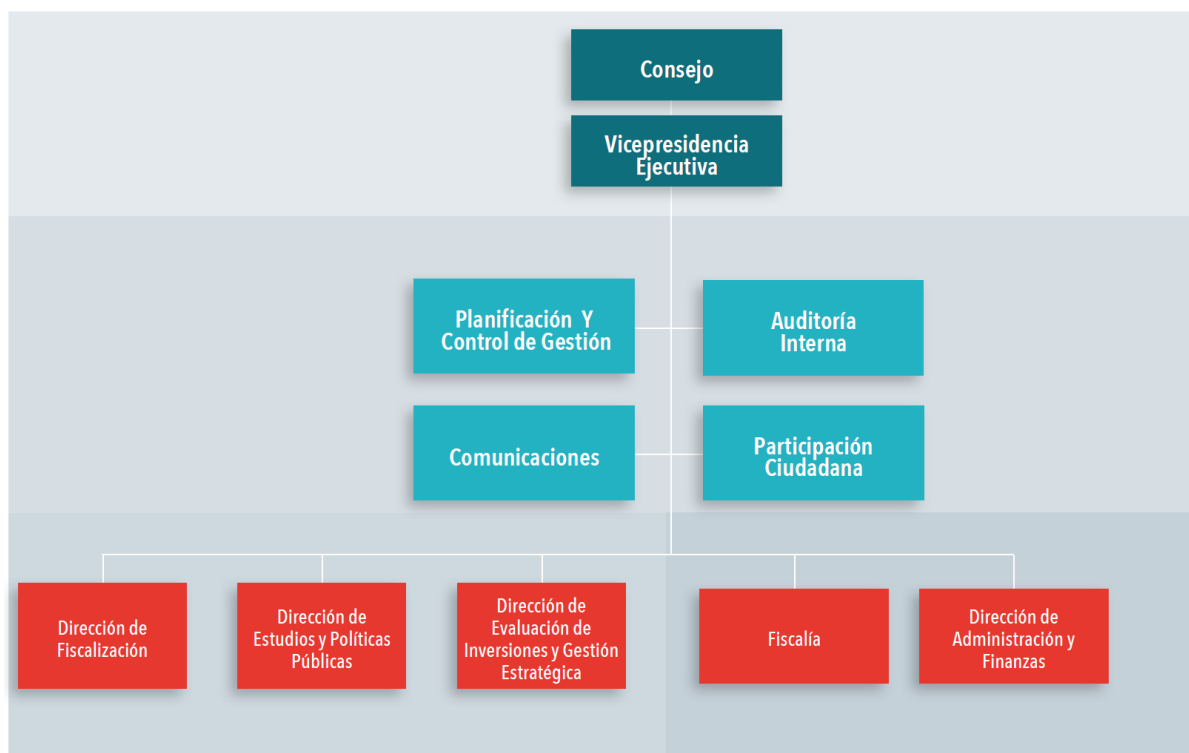 Consejo
Vicepresidencia
Ejecutiva
Planificación Y
Control de Gestión
Auditoría
Interna
Comunicaciones
Participación
Ciudadana
Dirección de
Fiscalización
Dirección de
Estudios y Políticas
Públicas
Dirección de
Evaluación de
Inversiones y Gestión
Estratégica
Fiscalía
Dirección de
Administración y
Finanzas